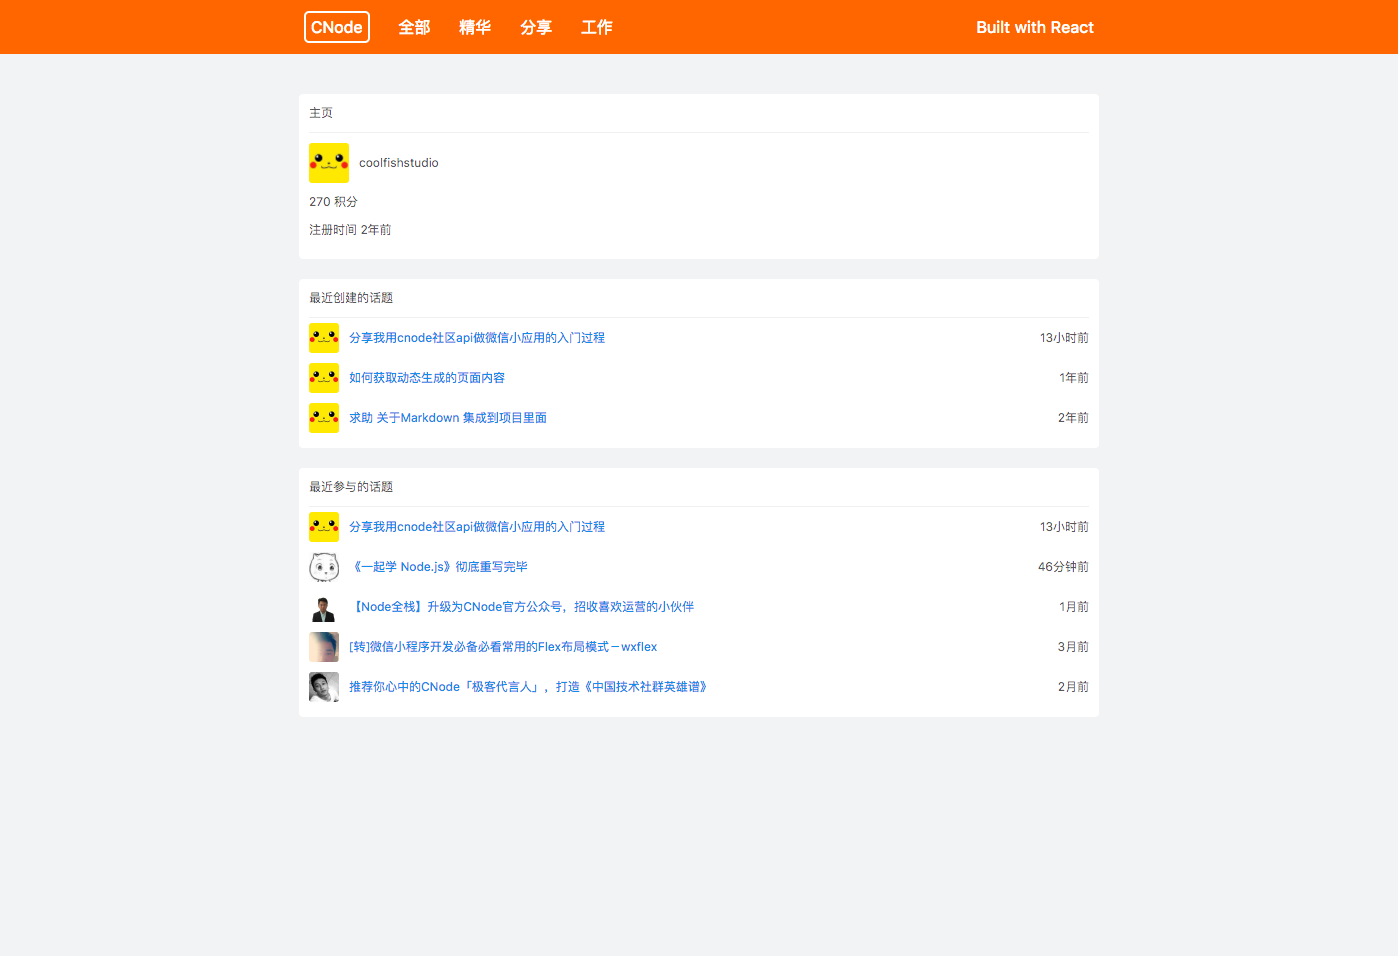 CNode 全部 精华 分享 工作 Built with React
主页
coolfishstudio
270 积分
注册时间 2年前
最近创建的话题
分享我用cnode社区api做微信小应用的入门过程 13小时前
如何获取动态生成的页面内容 1年前
求助 关于Markdown 集成到项目里面 2年前
最近参与的话题
分享我用cnode社区api做微信小应用的入门过程 13小时前
《一起学 Node.js》彻底重写完毕 46分钟前
【Node全栈】升级为CNode官方公众号，招收喜欢运营的小伙伴 1月前
[转]微信小程序开发必备必看常用的Flex布局模式－wxflex 3月前
推荐你心中的CNode「极客代言人」，打造《中国技术社群英雄谱》 2月前